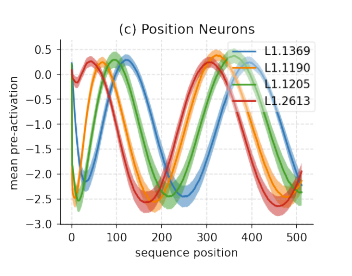 (c) Position Neurons
L1.1369
L1.1190
L1.1205
L1.2613
mean pre-activation
0.5
0.0
−0.5
−1.0
−1.5
−2.0
−2.5
−3.0
0 100 200 300 400 500
sequence position